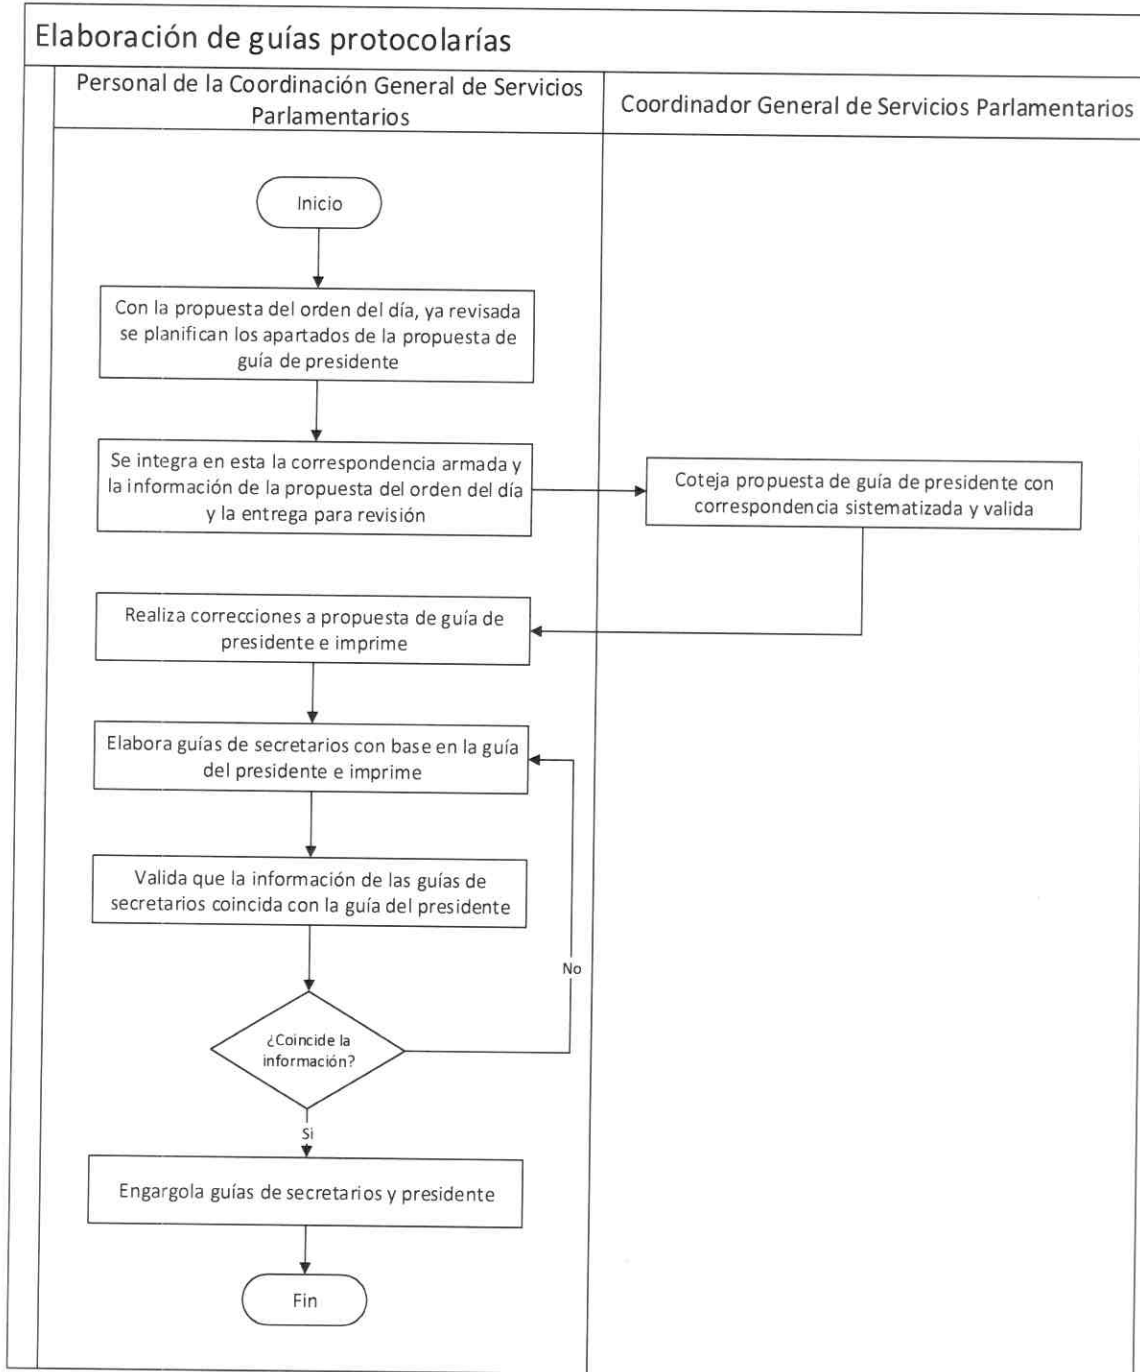 Elaboración de guías protocolarías
Personal de la Coordinación General de Servicios
Parlamentarios
Coordinador General de Servicios Parlamentarios
Inicio
Con la propuesta del orden del día, ya revisada
se planifican los apartados de la propuesta de
guía de presidente
Se integra en esta la correspondencia armada y
la información de la propuesta del orden del día
y la entrega para revisión
Coteja propuesta de guía de presidente con
correspondencia sistematizada y valida
Realiza correcciones a propuesta de guía de
presidente e imprime
Elabora guías de secretarios con base en la guía
del presidente e imprime
Valida que la información de las guías de
secretarios coincida con la guía del presidente
No
¿Coincide la
información?
Si
Engargola guías de secretarios y presidente
Fin